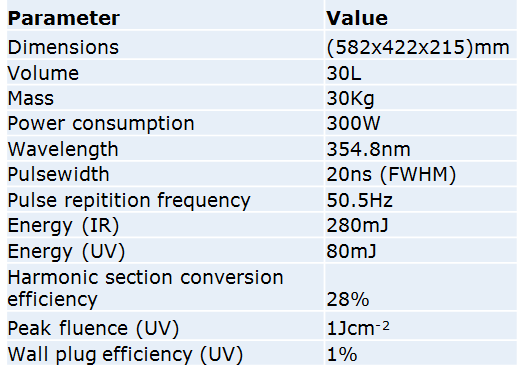 Parameter Value
Dimensions (582x422x215)mm
Volume 30L
Mass 30Kg
Power consumption 300W
Wavelength 354.8nm
Pulsewidth 20ns (FWHM)
Pulse repitition frequency 50.5Hz
Energy (IR) 280mJ
Energy (UV) 80mJ
Harmonic section conversion
efficiency 28%
Peak fluence (UV) 1Jcm-2
Wall plug efficiency (UV) 1%